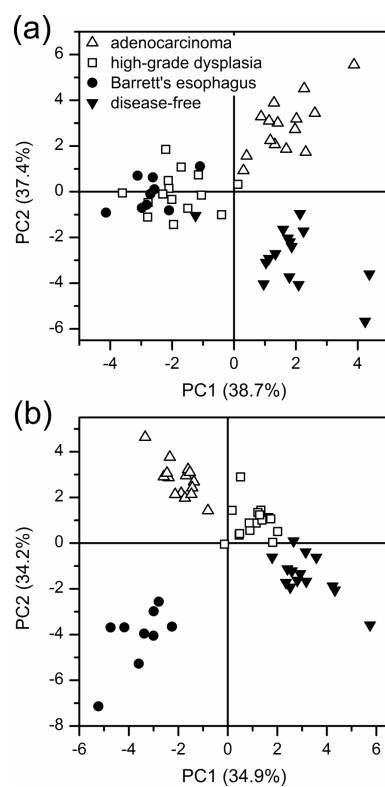 (a)
adenocarcinoma
high-grade dysplasia
Barrett's esophagus
disease-free
6
4
2
0
-2
-4
-6
PC2 (37.4%)
-4 -2 0 2 4
PC1 (38.7%)
(b)
4
2
0
-2
-4
-6
-8
PC2 (34.2%)
-6 -4 -2 0 2 4 6
PC1 (34.9%)